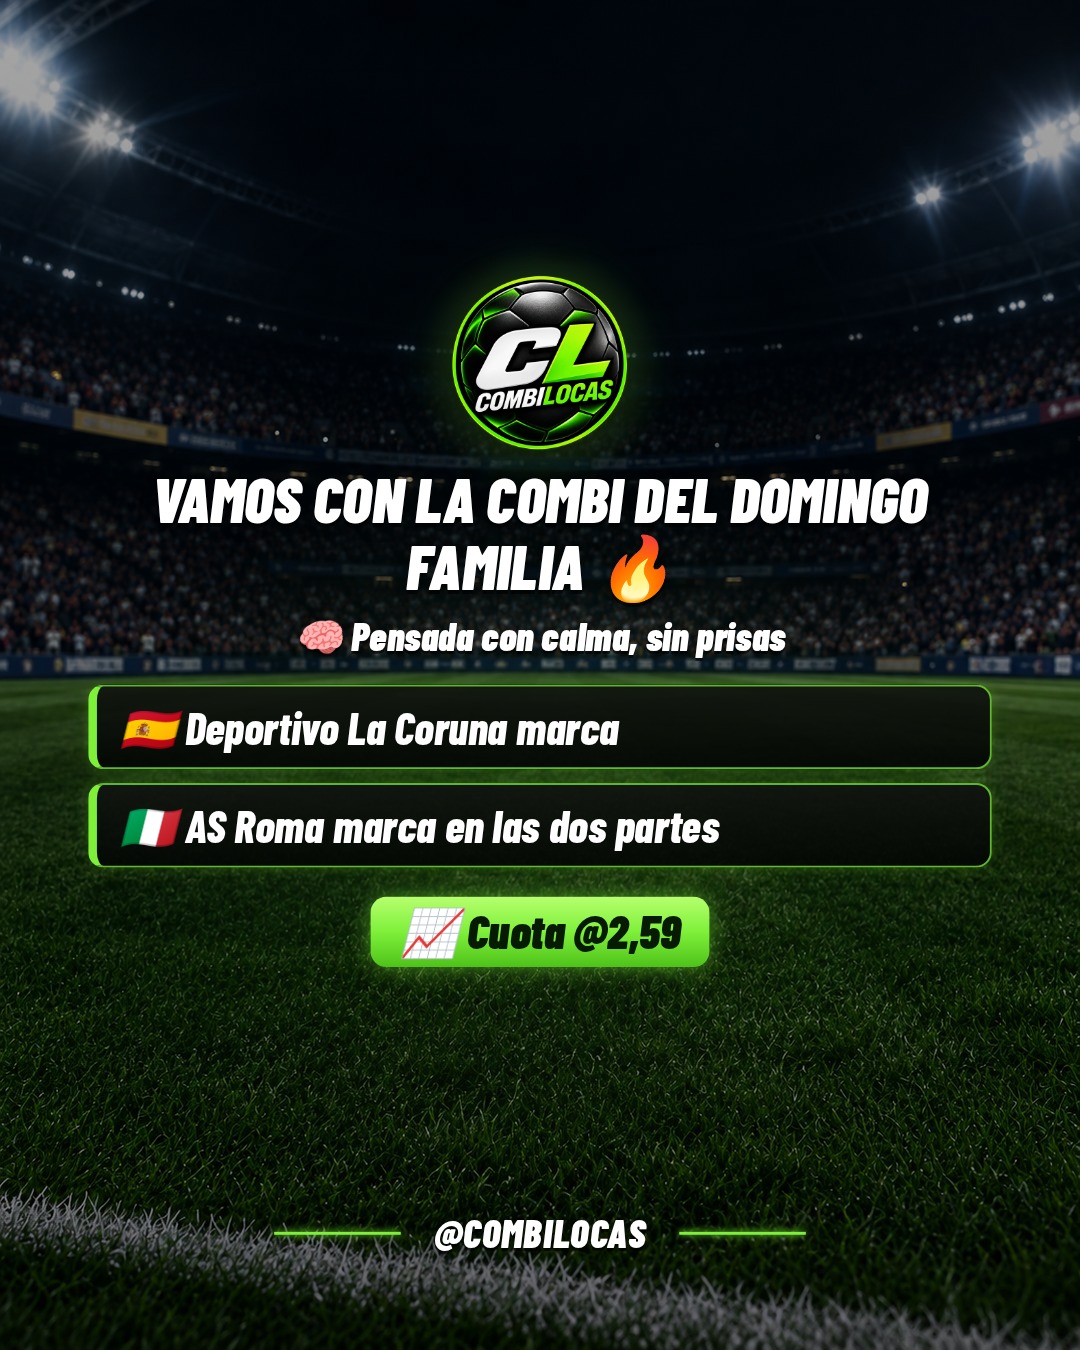 CL
COMBILOCAS
VAMOS CON LA COMBI DEL DOMINGO
FAMILIA 🔥
🧠 Pensada con calma, sin prisas
🇪🇸 Deportivo La Coruna marca
🇮🇹 AS Roma marca en las dos partes
📈 Cuota @2,59
@COMBILOCAS